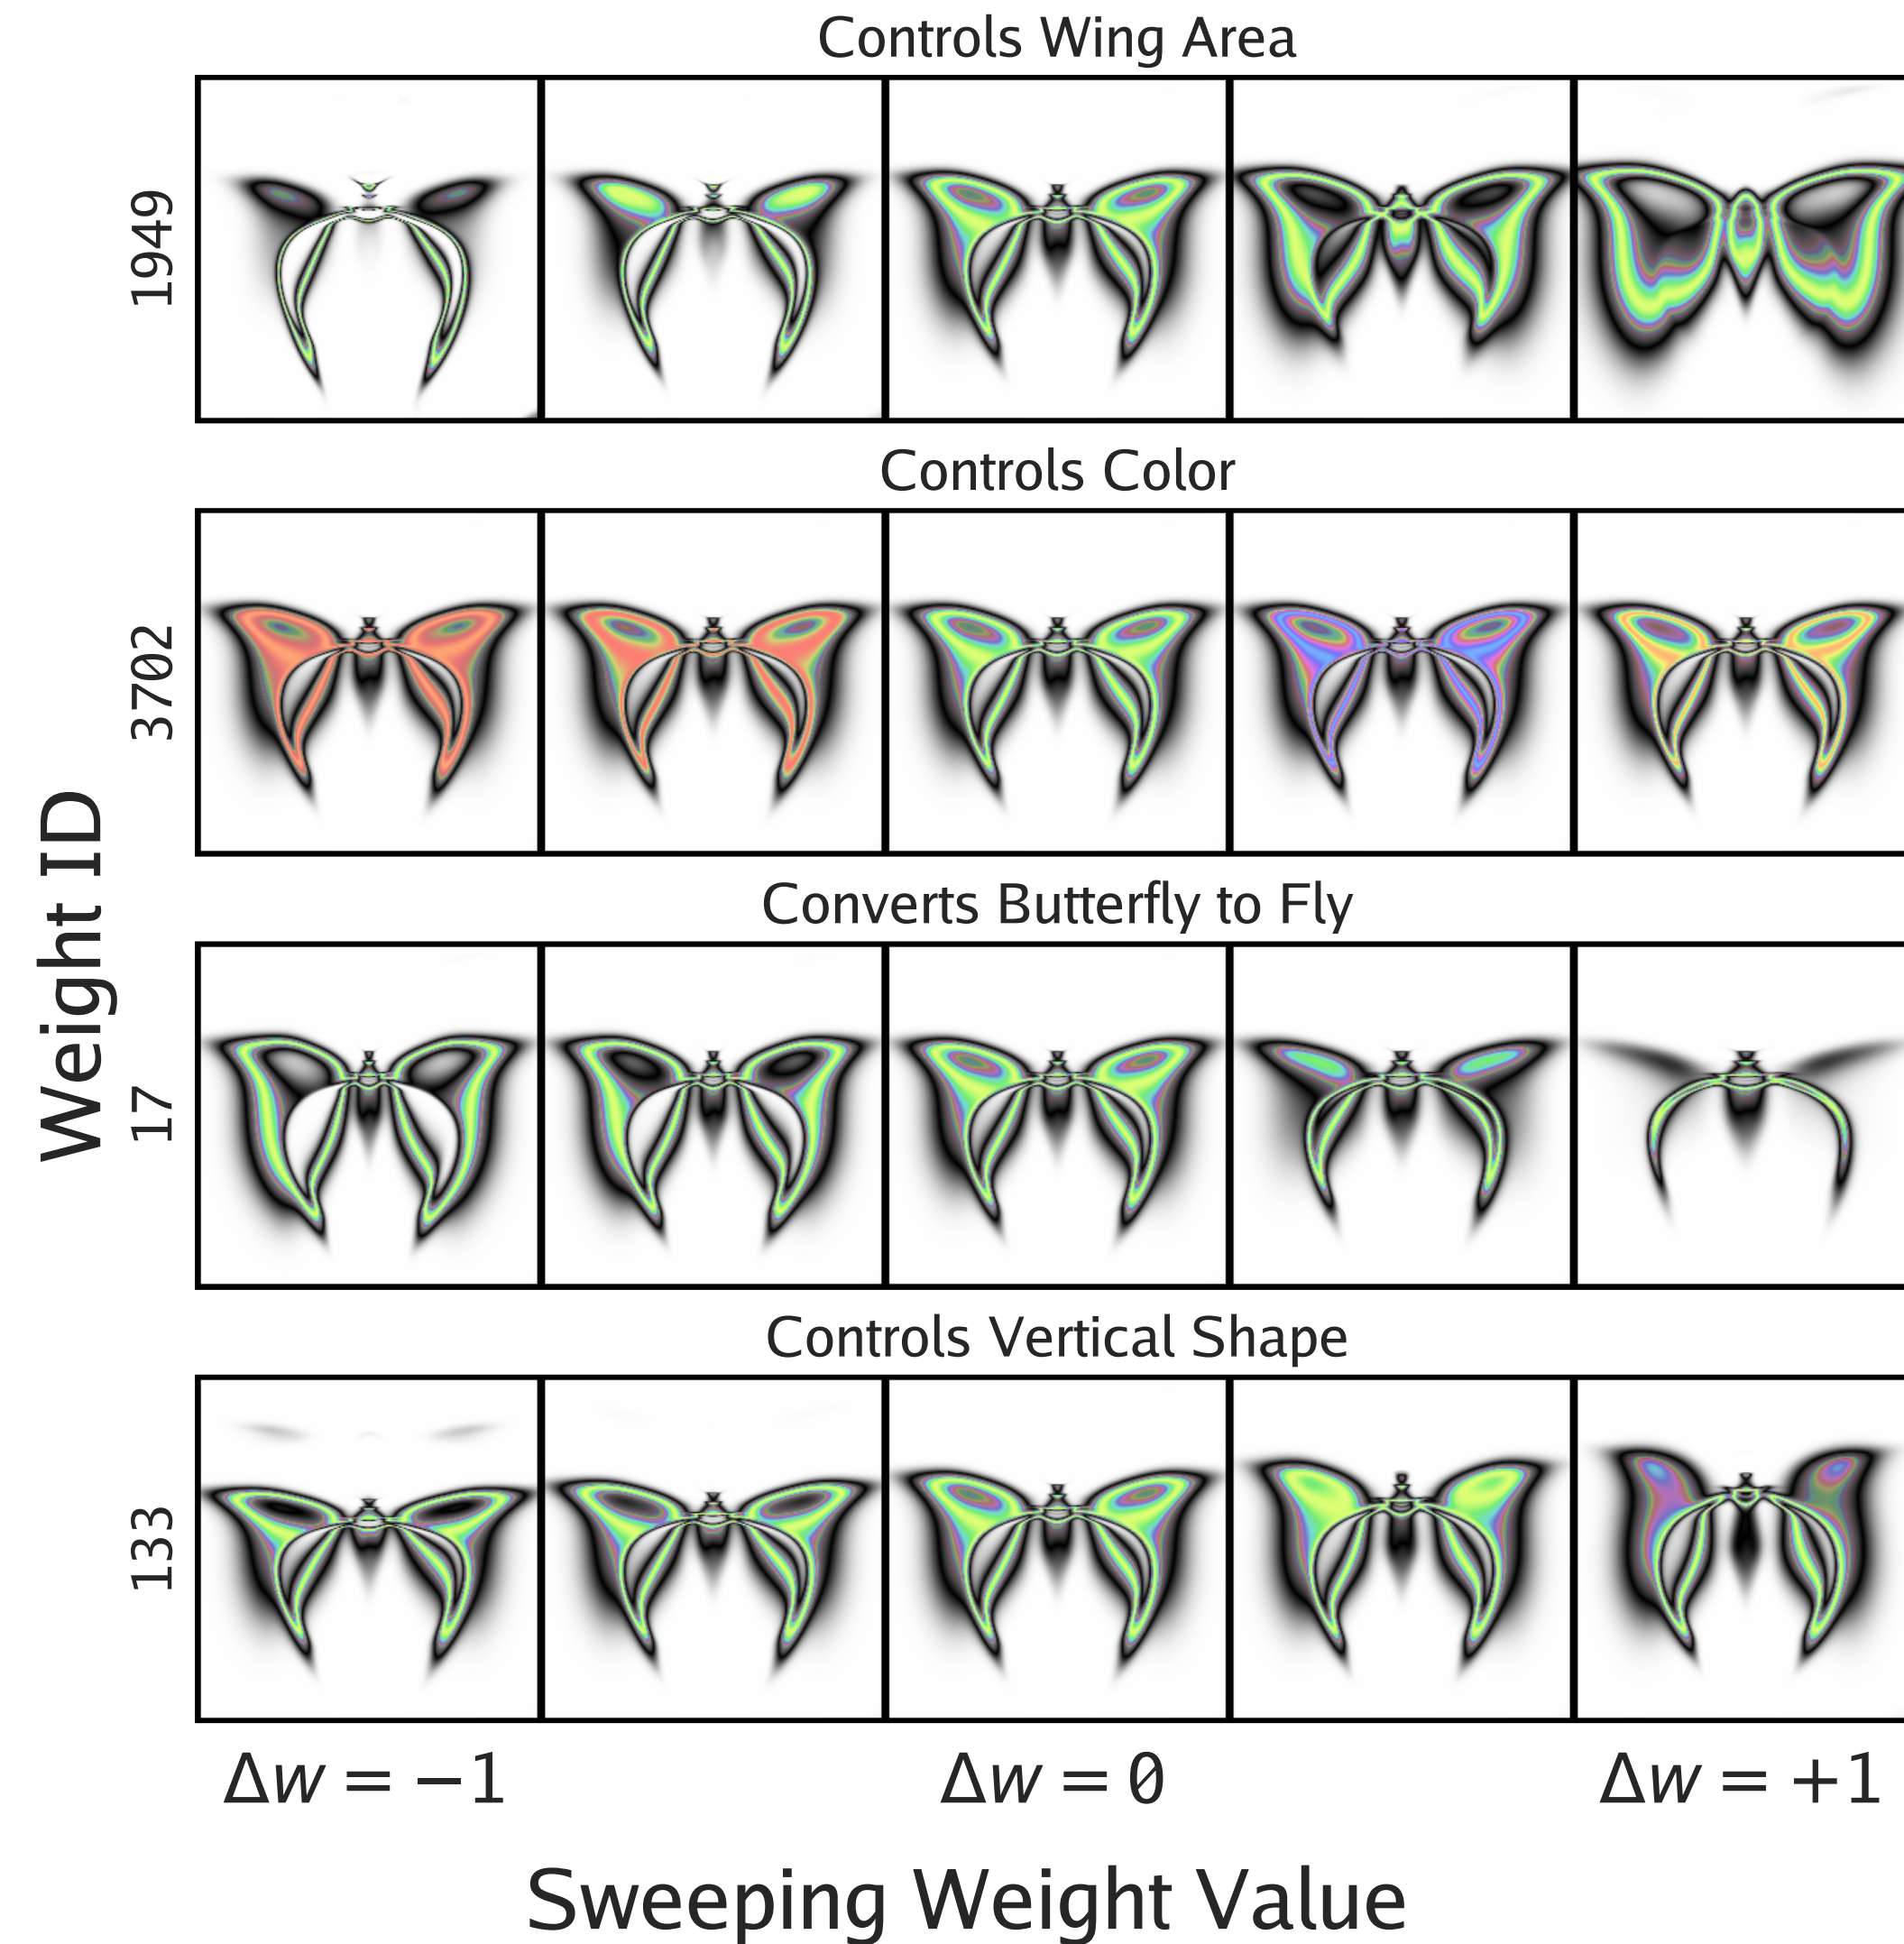 Controls Wing Area
1949
Controls Color
3702
Weight ID
Converts Butterfly to Fly
17
Controls Vertical Shape
133
Δw = −1
Δw = 0
Δw = +1
Sweeping Weight Value